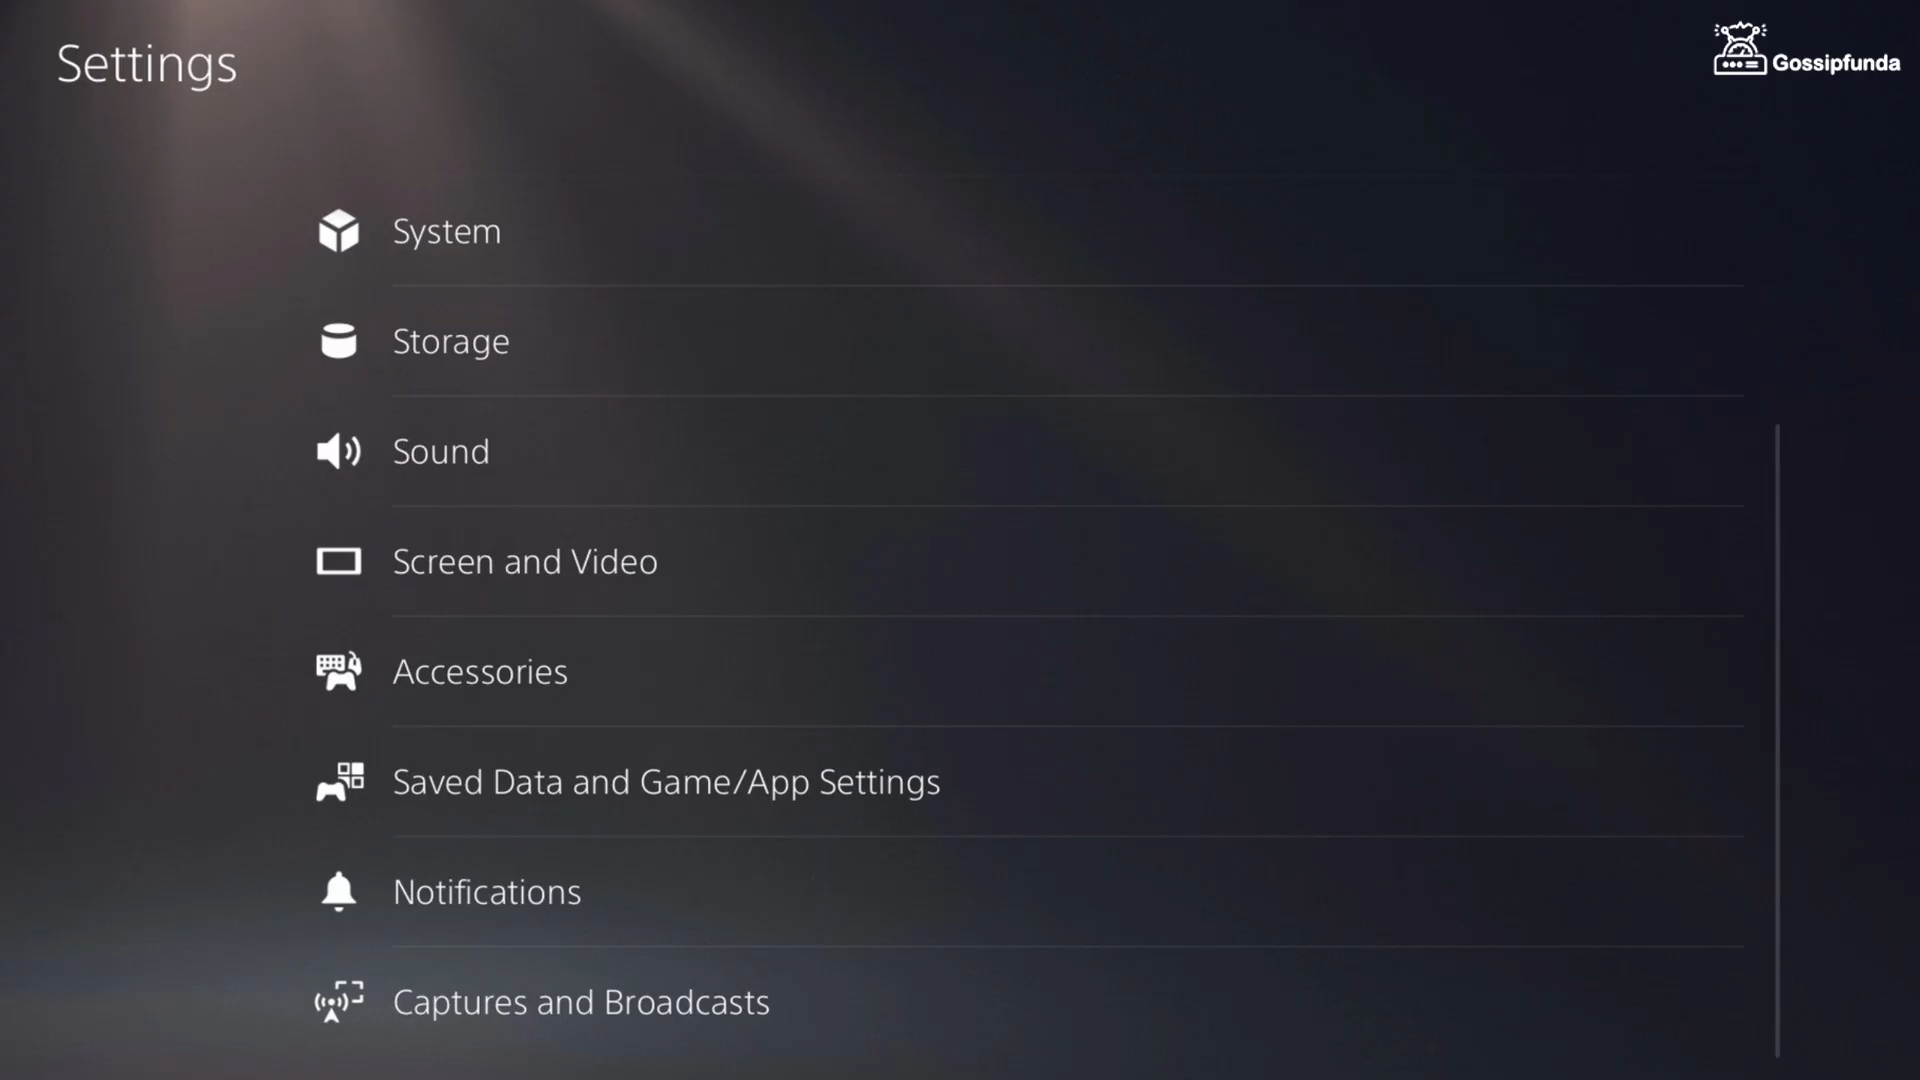 Settings
Gossipfunda
System
Storage
Sound
Screen and Video
Accessories
Saved Data and Game/App Settings
Notifications
Captures and Broadcasts